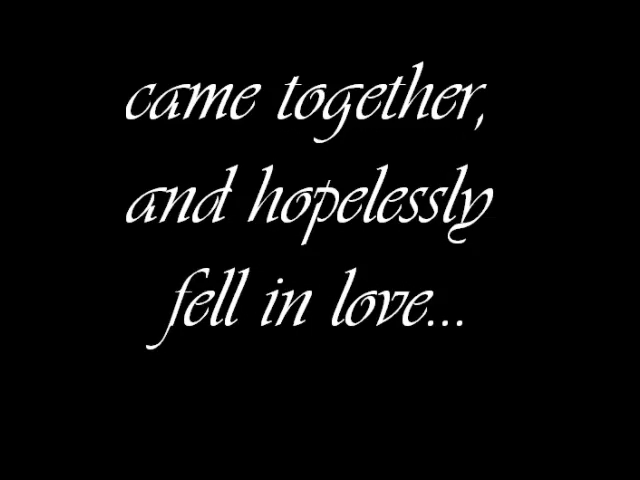 came together,
and hopelessly
fell in love...